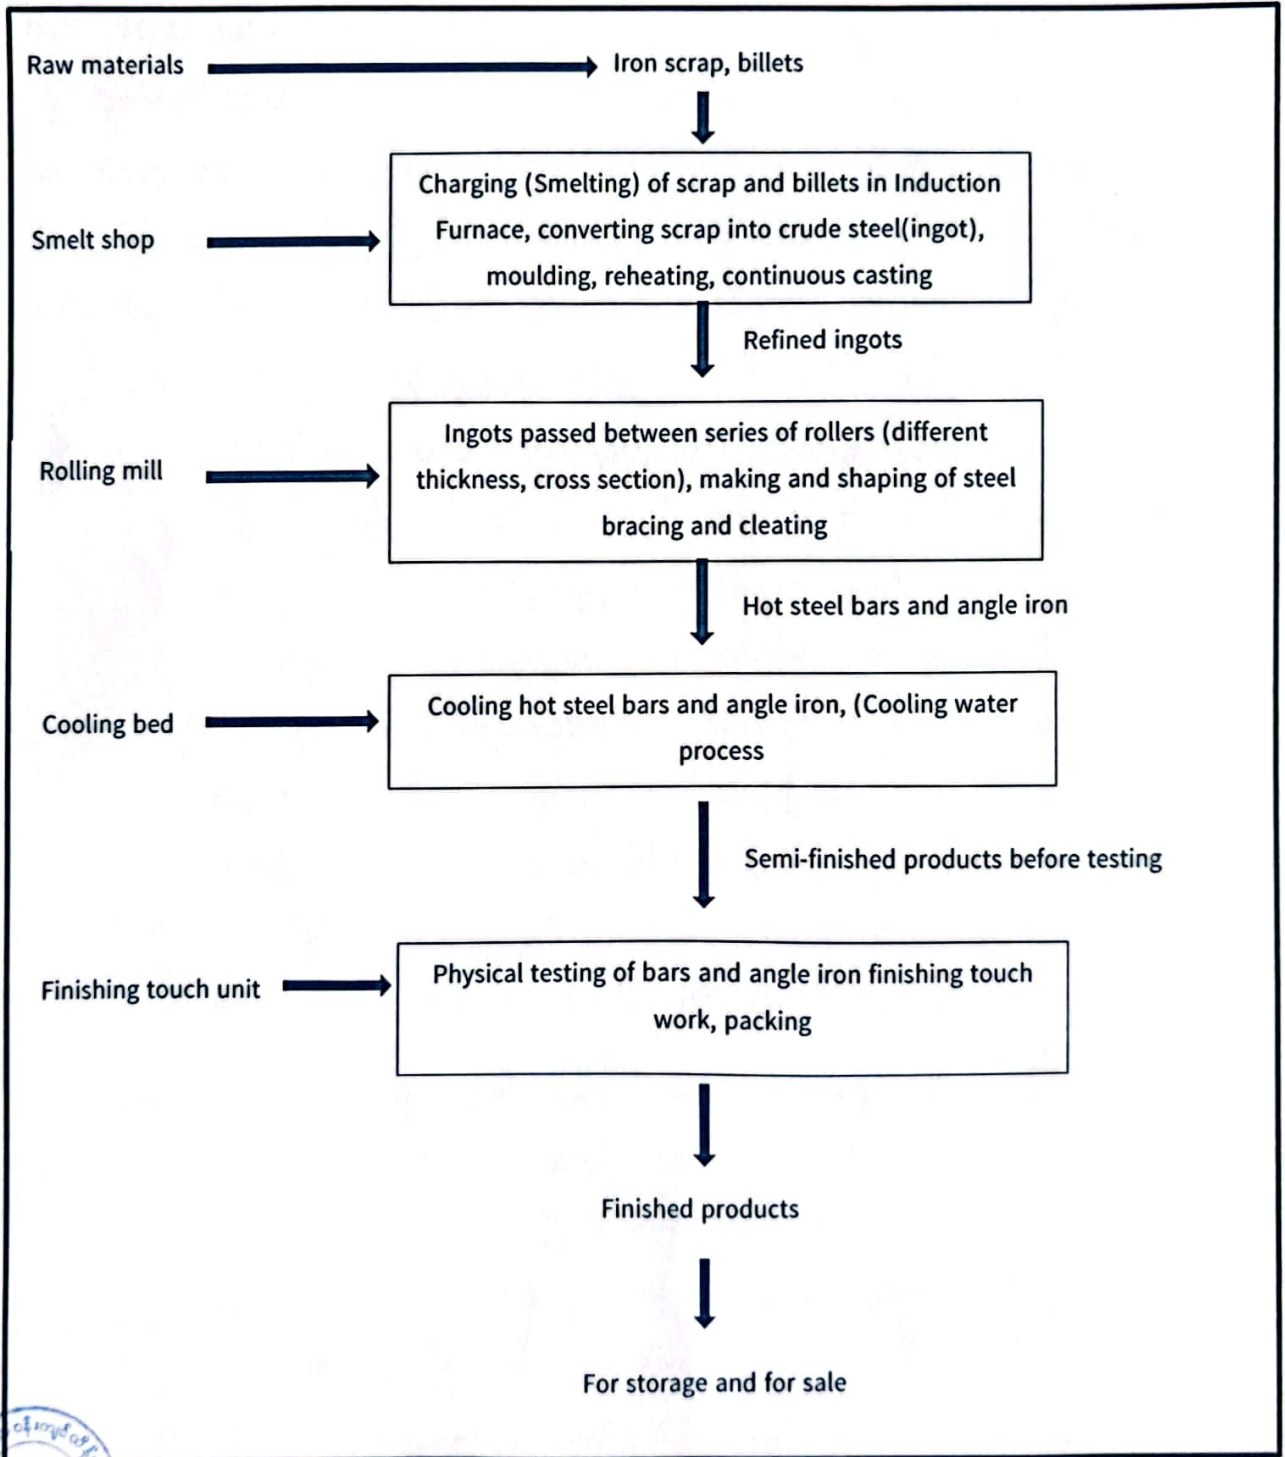 Raw materials
Iron scrap, billets
Smelt shop
Charging (Smelting) of scrap and billets in Induction
Furnace, converting scrap into crude steel(ingot),
moulding, reheating, continuous casting
Refined ingots
Rolling mill
Ingots passed between series of rollers (different
thickness, cross section), making and shaping of steel
bracing and cleating
Hot steel bars and angle iron
Cooling bed
Cooling hot steel bars and angle iron, (Cooling water
process
Semi-finished products before testing
Finishing touch unit
Physical testing of bars and angle iron finishing touch
work, packing
Finished products
For storage and for sale